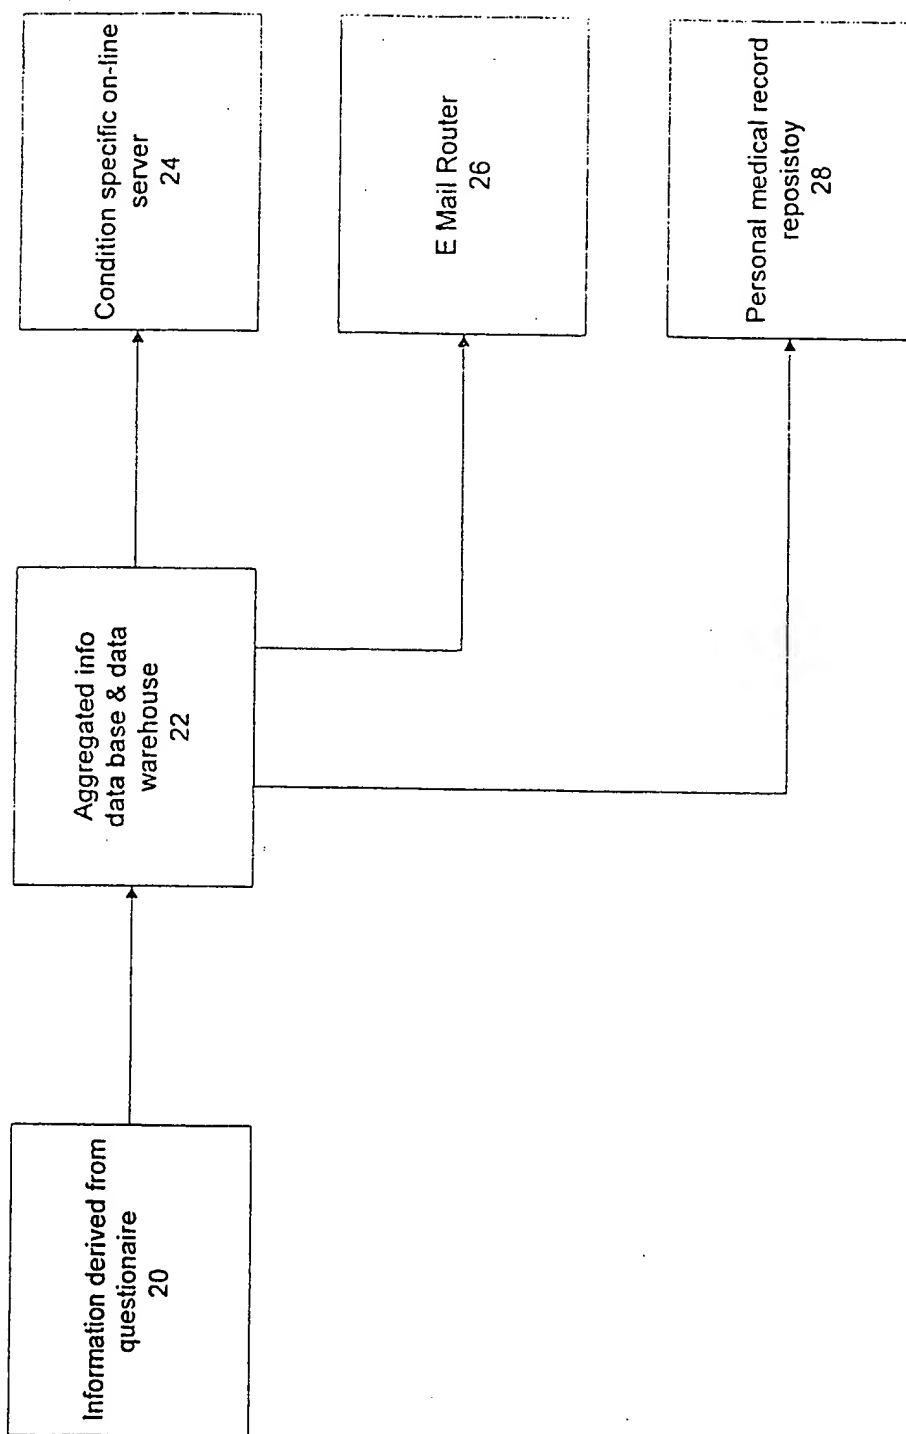 Information derived from
questionaire
20
Aggregated info
data base & data
warehouse
22
Condition specific on-line
server
24
E Mail Router
26
Personal medical record
reposistoy
28